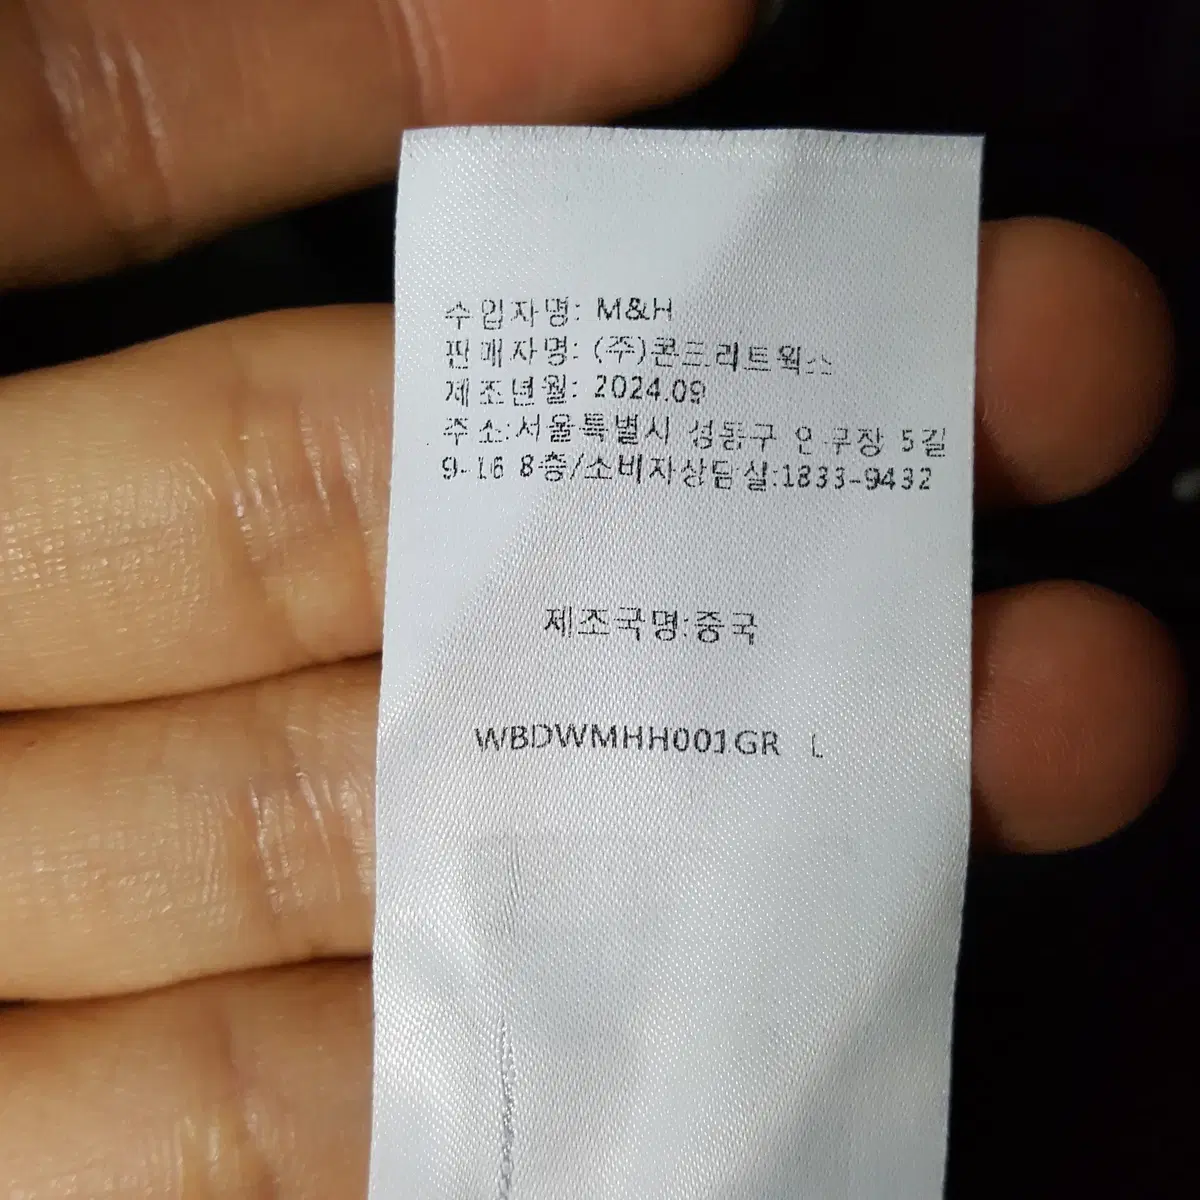 수입자명: M&H
판매자명: (주)콘크리트웍스
제조년월: 2024.09
주소:서울특별시 성동구 연무장 5길
9-16 8층/소비자상담실:1833-9432
제조국명:중국
WBDWMHH001GR L